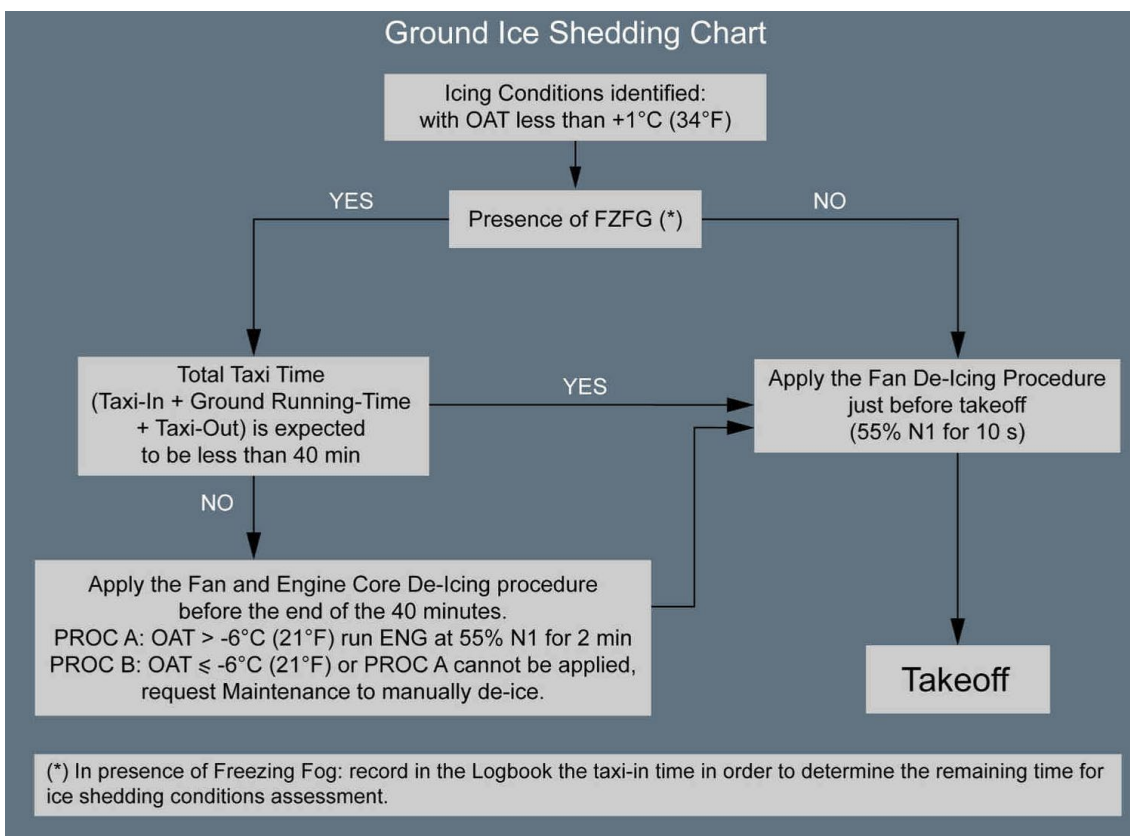 Ground Ice Shedding Chart
Icing Conditions identified:
with OAT less than +1°C (34°F)
YES
Presence of FZFG (*)
NO
Total Taxi Time
(Taxi-In + Ground Running-Time
+ Taxi-Out) is expected
to be less than 40 min
YES
Apply the Fan De-Icing Procedure
just before takeoff
(55% N1 for 10 s)
NO
Apply the Fan and Engine Core De-Icing procedure
before the end of the 40 minutes.
PROC A: OAT > -6°C (21°F) run ENG at 55% N1 for 2 min
PROC B: OAT ⩽ -6°C (21°F) or PROC A cannot be applied,
request Maintenance to manually de-ice.
Takeoff
(*) In presence of Freezing Fog: record in the Logbook the taxi-in time in order to determine the remaining time for
ice shedding conditions assessment.